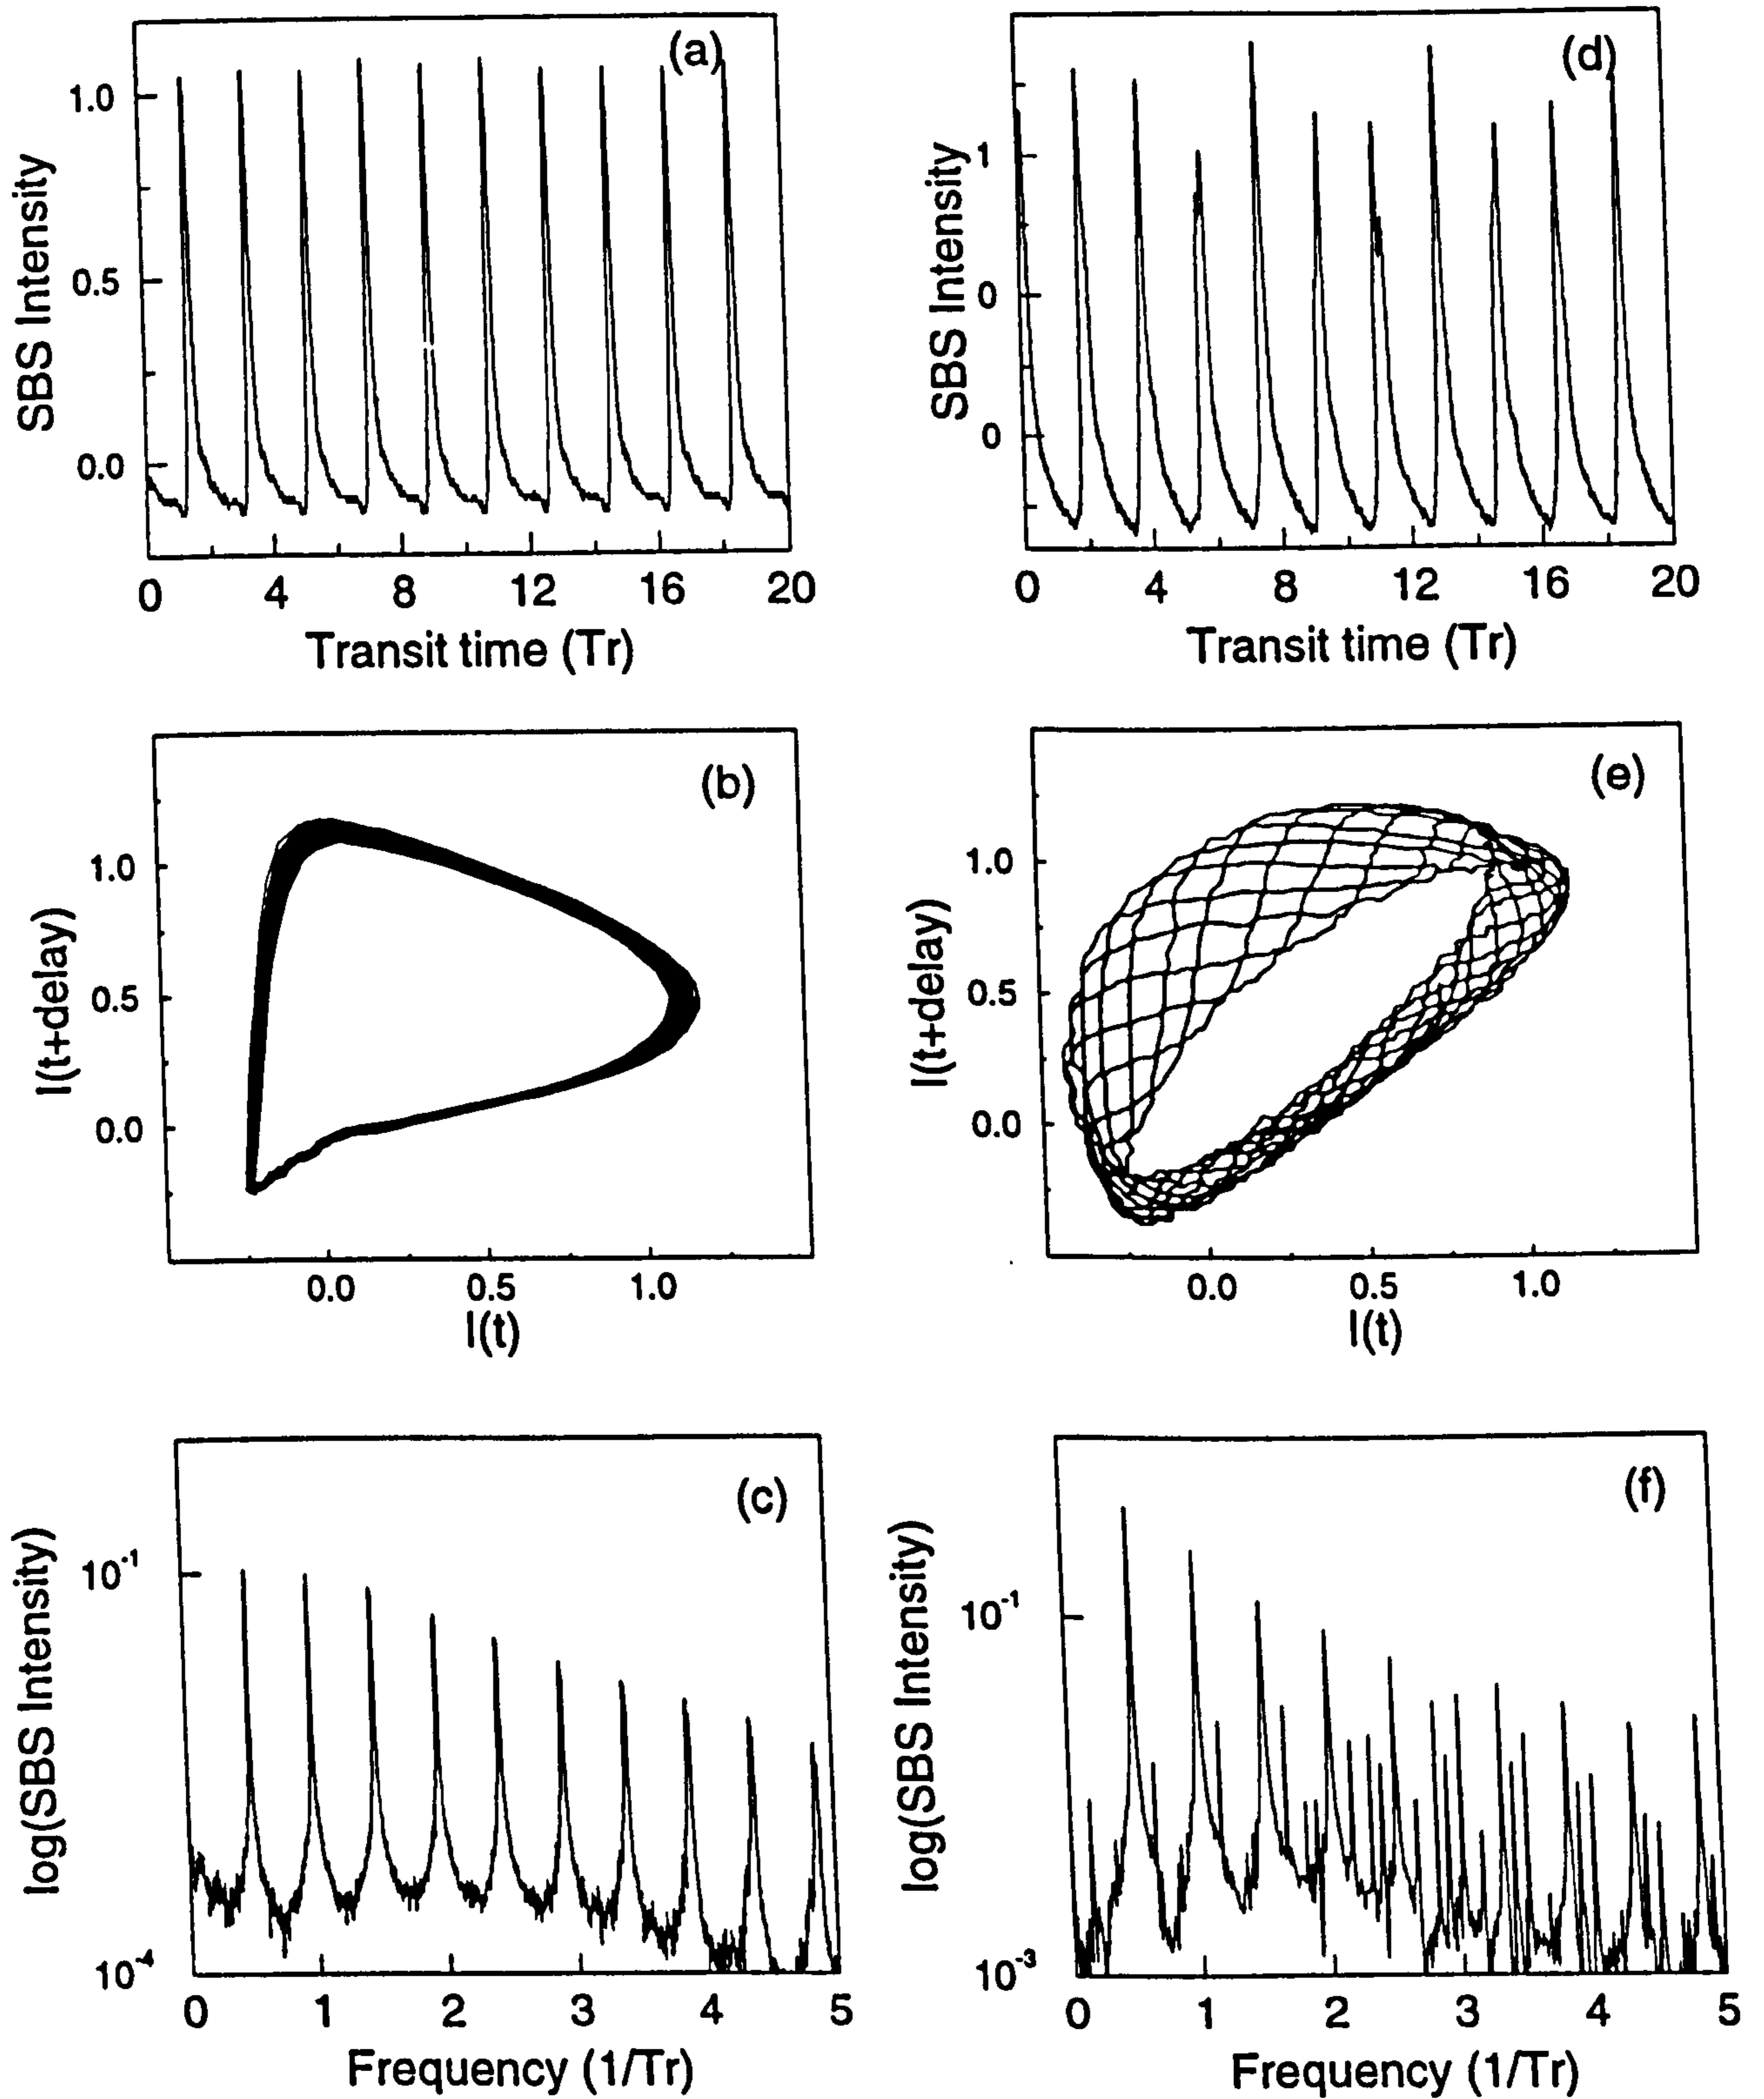 (a)
1.0
0.5
0.0
SBS Intensity
0 4 8 12 16 20
Transit time (Tr)
(d)
1
0
0
SBS Intensity
0 4 8 12 16 20
Transit time (Tr)
(b)
1.0
0.5
0.0
I(t+delay)
0.0 0.5 1.0
I(t)
(e)
1.0
0.5
0.0
I(t+delay)
0.0 0.5 1.0
I(t)
(c)
10⁻¹
10⁻⁴
log(SBS Intensity)
0 1 2 3 4 5
Frequency (1/Tr)
(f)
10⁻¹
10⁻³
log(SBS Intensity)
0 1 2 3 4 5
Frequency (1/Tr)